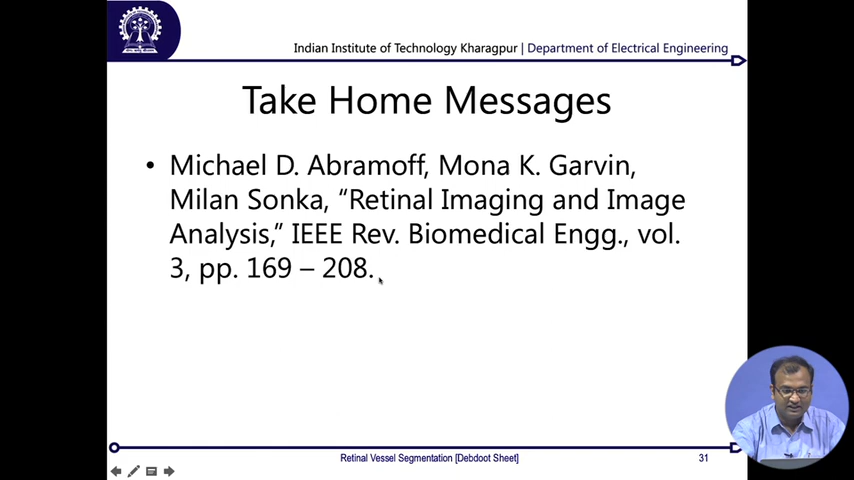 Indian Institute of Technology Kharagpur | Department of Electrical Engineering
Take Home Messages
• Michael D. Abramoff, Mona K. Garvin,
Milan Sonka, “Retinal Imaging and Image
Analysis,” IEEE Rev. Biomedical Engg., vol.
3, pp. 169 – 208.
Retinal Vessel Segmentation [Debdoot Sheet]
31